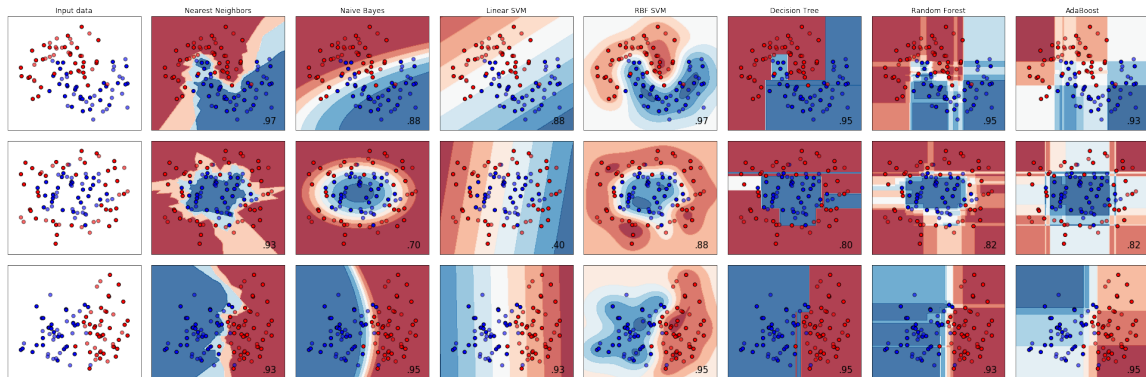 Input data Nearest Neighbors Naive Bayes Linear SVM RBF SVM Decision Tree Random Forest AdaBoost
.97 .88 .88 .97 .95 .95 .93
.93 .70 .40 .88 .80 .82 .82
.93 .95 .93 .95 .95 .93 .95